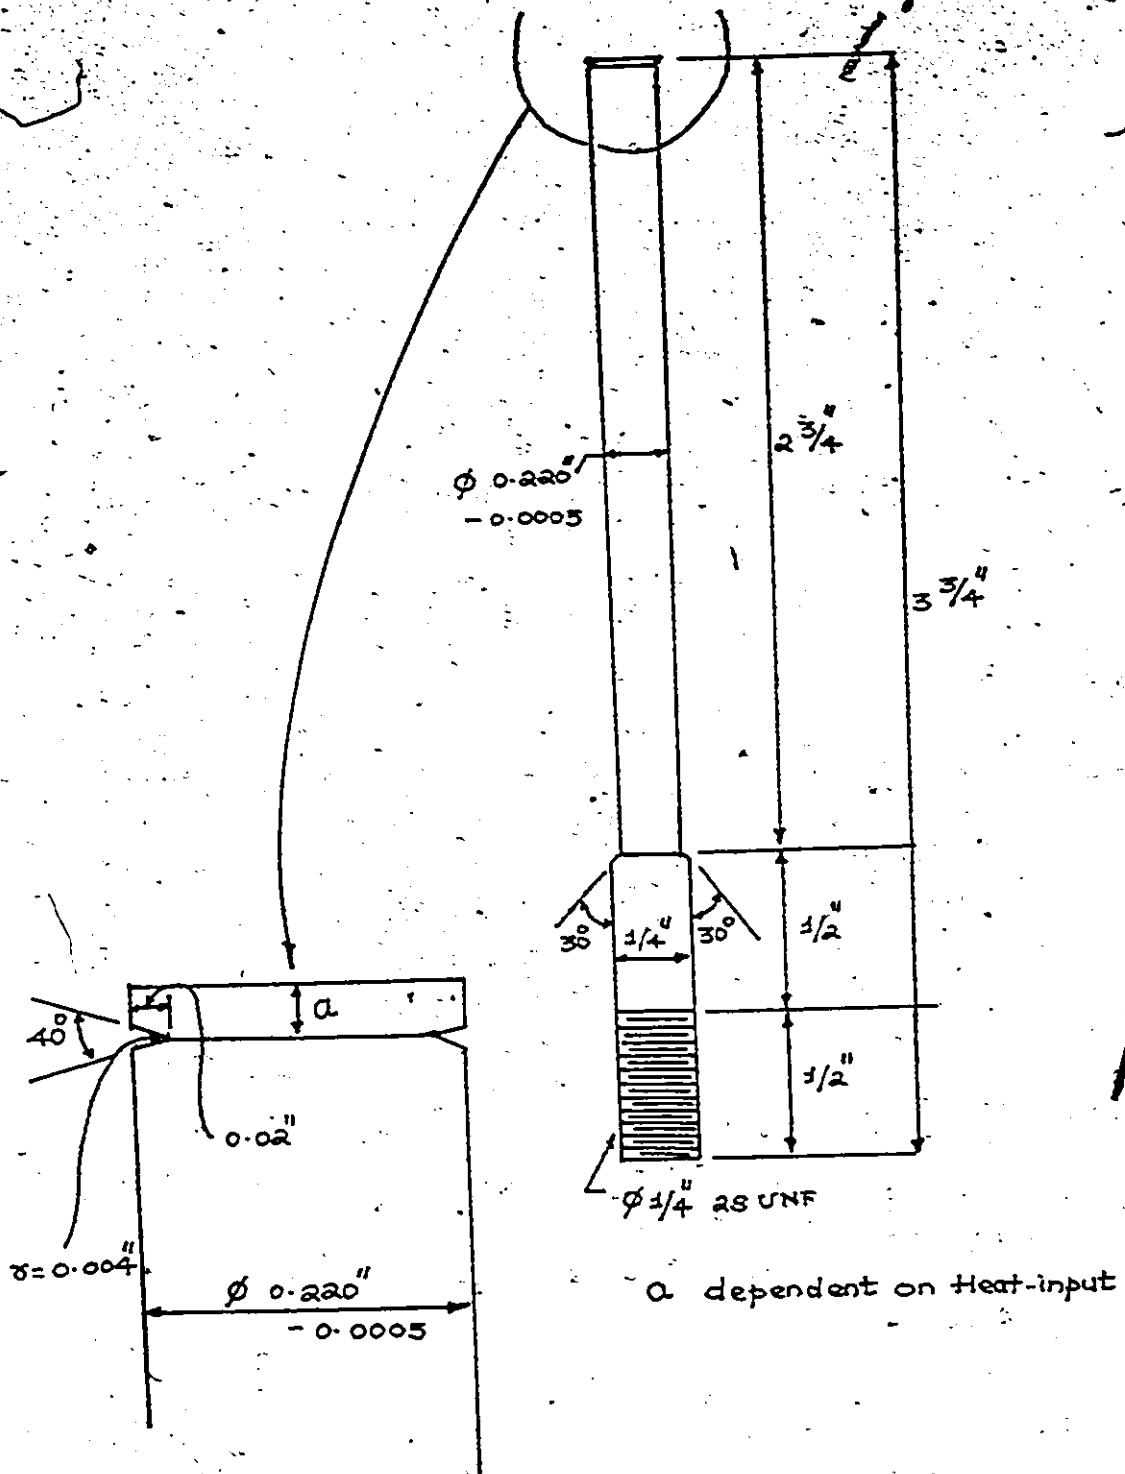 2 3/4"
ø 0.220"
- 0.0005
3 3/4"
30°
1/4"
30°
1/2"
a
40°
1/2"
0.02"
ø 1/4" 28 UNF
r=0.004"
ø 0.220"
- 0.0005
a dependent on Heat-input